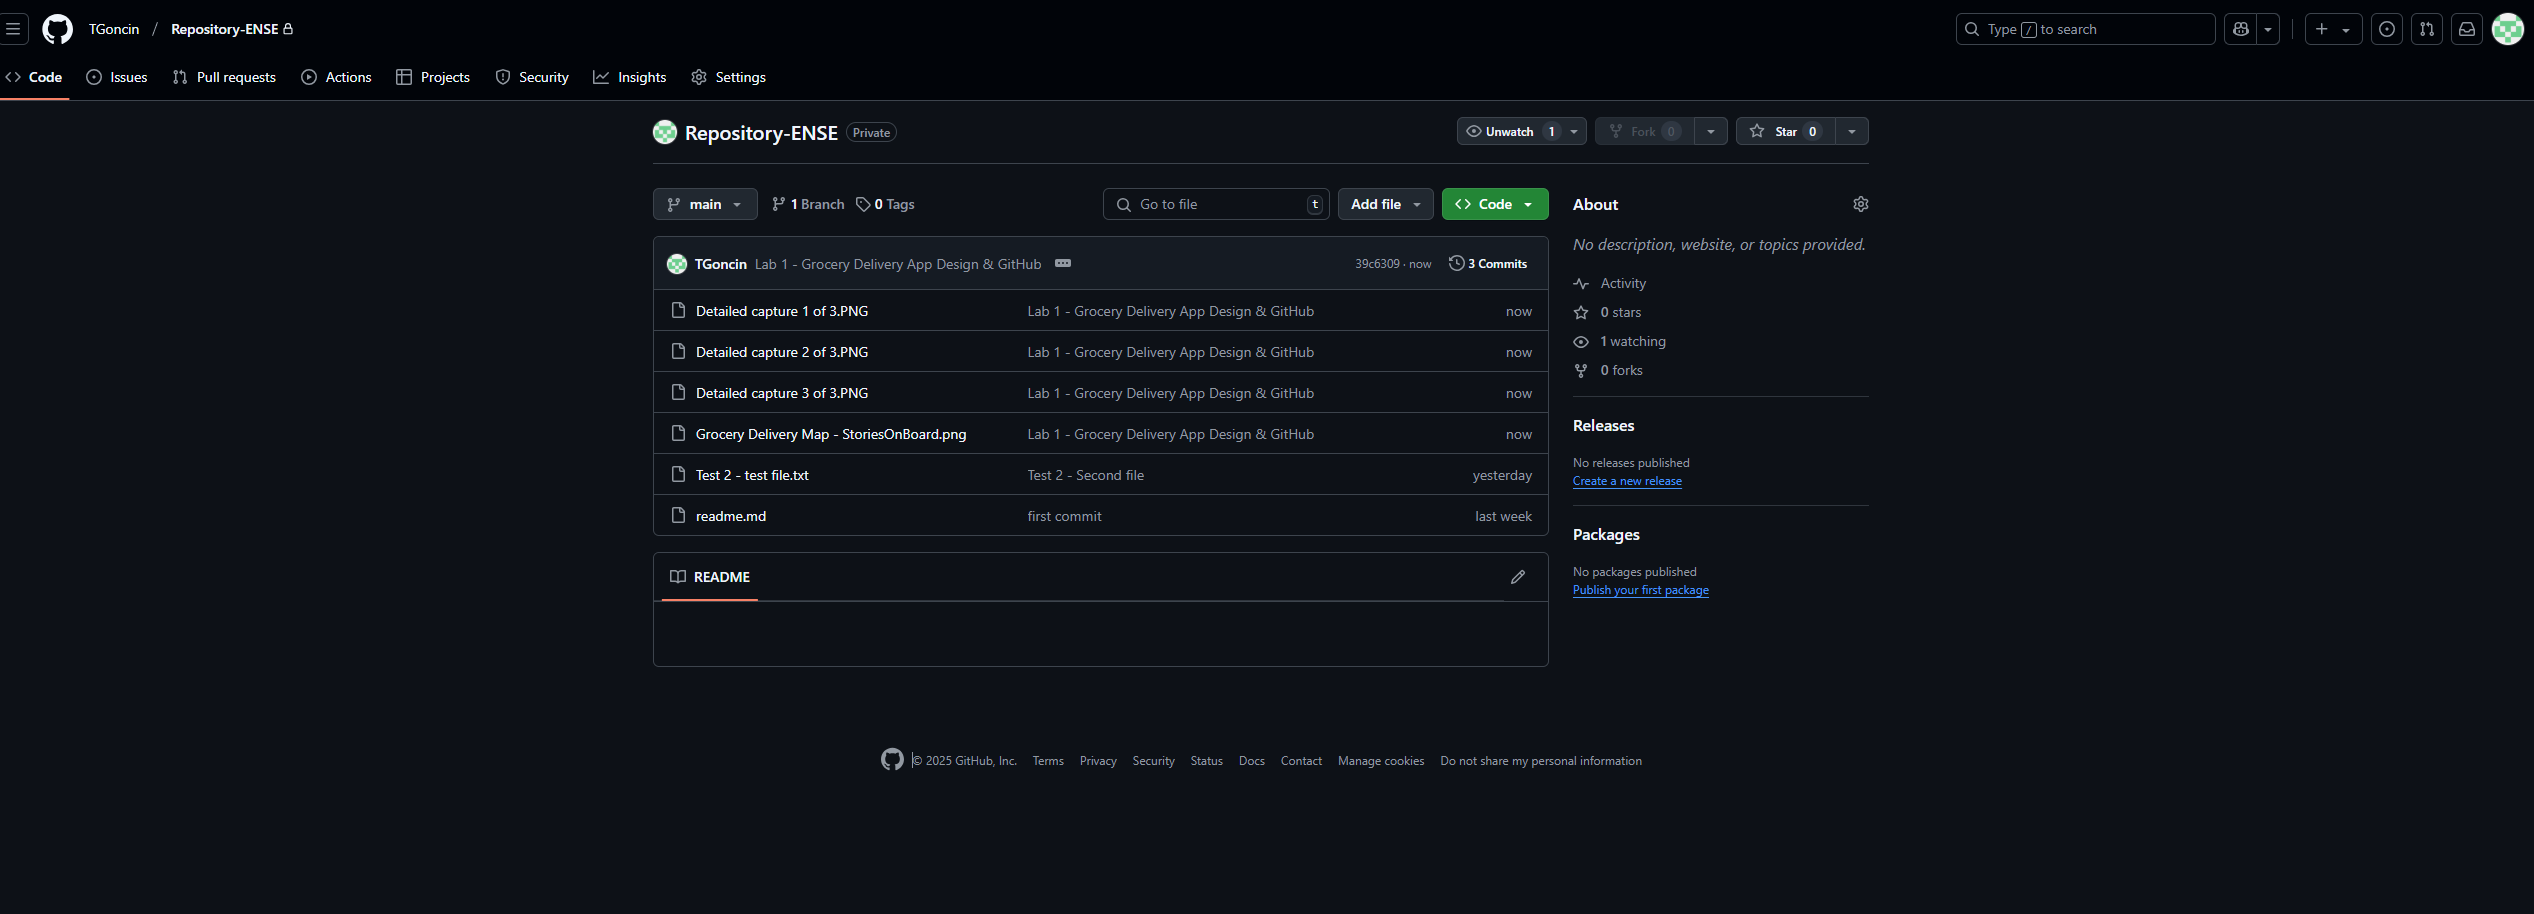 TGoncin / Repository-ENSE
Type / to search
Code Issues Pull requests Actions Projects Security Insights Settings
Repository-ENSE Private
Unwatch 1 Fork 0 Star 0
main 1 Branch 0 Tags
Go to file t Add file Code
TGoncin Lab 1 - Grocery Delivery App Design & GitHub 39c6309 · now 3 Commits
Detailed capture 1 of 3.PNG Lab 1 - Grocery Delivery App Design & GitHub now
Detailed capture 2 of 3.PNG Lab 1 - Grocery Delivery App Design & GitHub now
Detailed capture 3 of 3.PNG Lab 1 - Grocery Delivery App Design & GitHub now
Grocery Delivery Map - StoriesOnBoard.png Lab 1 - Grocery Delivery App Design & GitHub now
Test 2 - test file.txt Test 2 - Second file yesterday
readme.md first commit last week
README
About
No description, website, or topics provided.
Activity
0 stars
1 watching
0 forks
Releases
No releases published
Create a new release
Packages
No packages published
Publish your first package
© 2025 GitHub, Inc. Terms Privacy Security Status Docs Contact Manage cookies Do not share my personal information